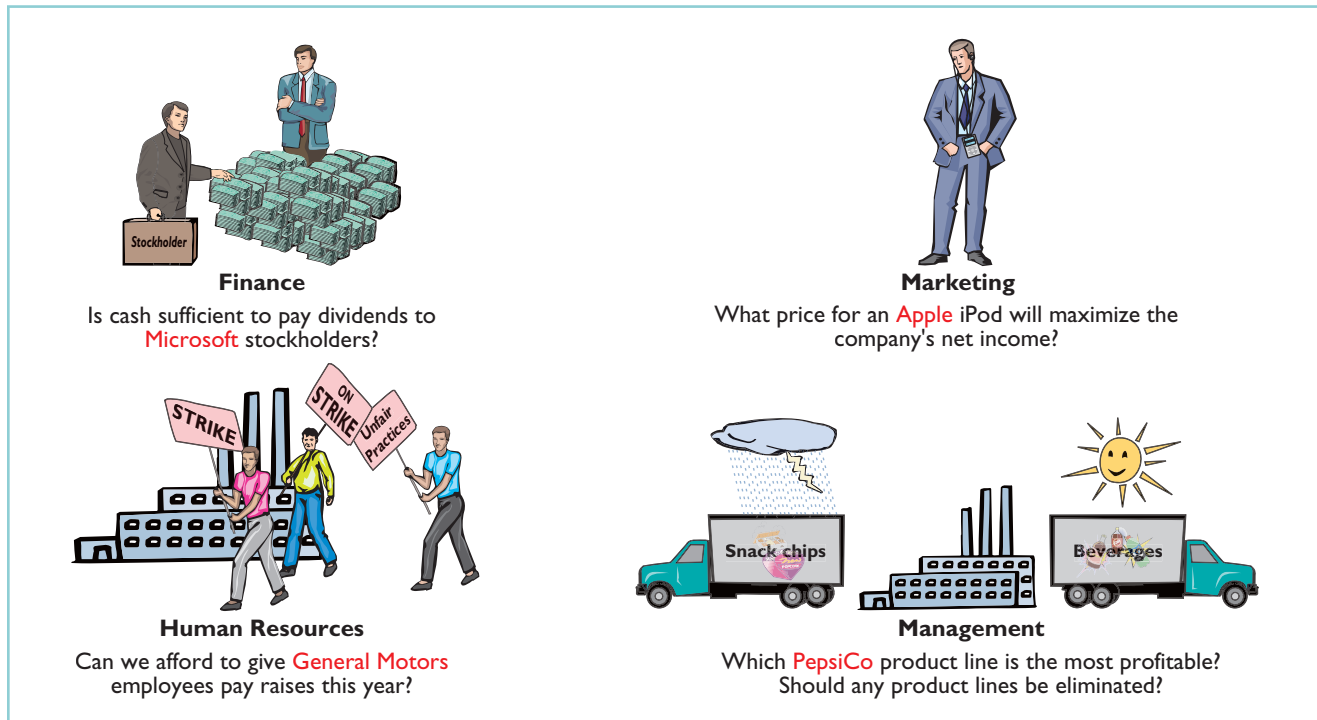 Stockholder
Finance
Is cash sufficient to pay dividends to
Microsoft stockholders?
Marketing
What price for an Apple iPod will maximize the
company's net income?
STRIKE
ON
STRIKE
Unfair
Practices
Human Resources
Can we afford to give General Motors
employees pay raises this year?
Snack chips
Beverages
Management
Which PepsiCo product line is the most profitable?
Should any product lines be eliminated?